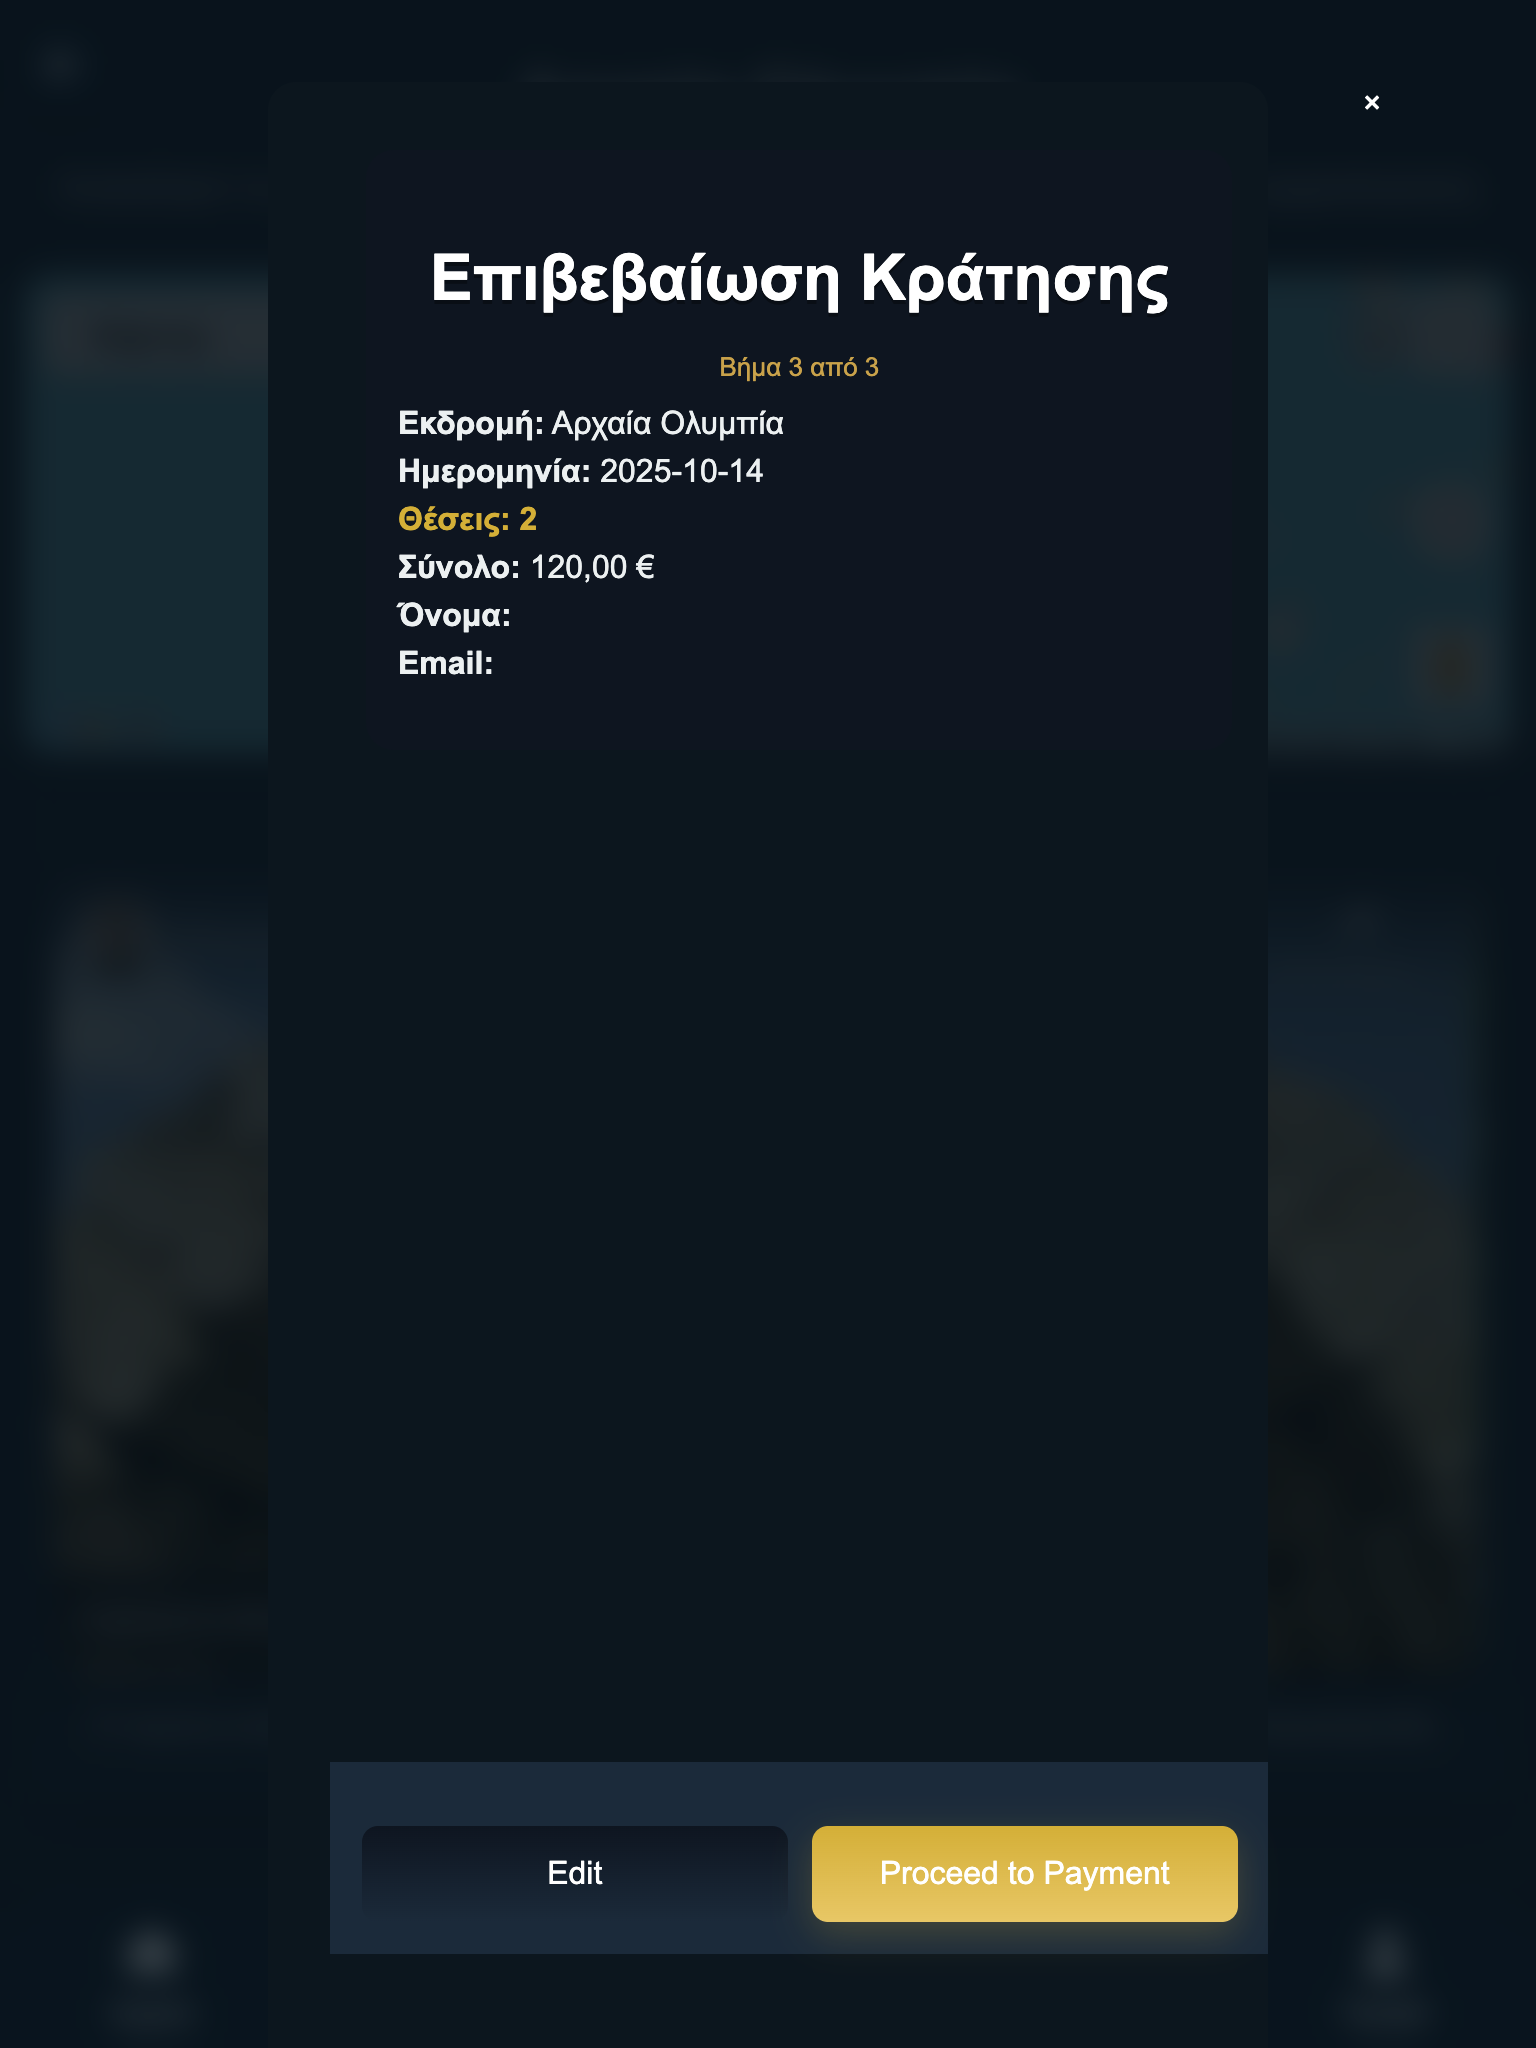 ×
Επιβεβαίωση Κράτησης
Βήμα 3 από 3
Εκδρομή: Αρχαία Ολυμπία
Ημερομηνία: 2025-10-14
Θέσεις: 2
Σύνολο: 120,00 €
Όνομα:
Email:
Edit
Proceed to Payment